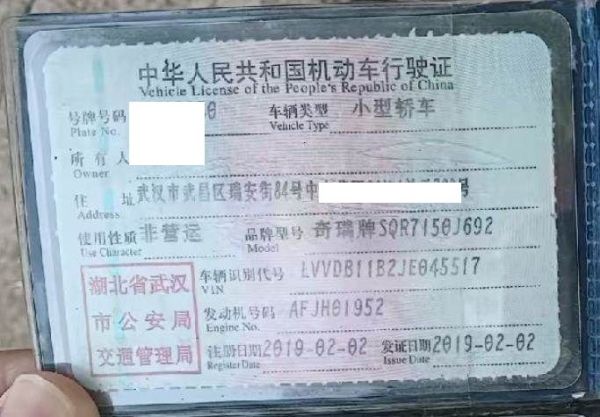 中华人民共和国机动车行驶证
Vehicle License of the People's Republic of China
号牌号码 0 车辆类型 小型轿车
Plate No. Vehicle Type
所有人
Owner
住址 武汉市武昌区瑞安街84号 号
Address
使用性质 非营运 品牌型号 奇瑞牌SQR7150J692
Use Character Model
湖北省武汉
市公安局
交通管理局
车辆识别代号 LVVDB11B2JE045517
VIN
发动机号码 AFJH01952
Engine No.
注册日期 2019-02-02 发证日期 2019-02-02
Register Date Issue Date